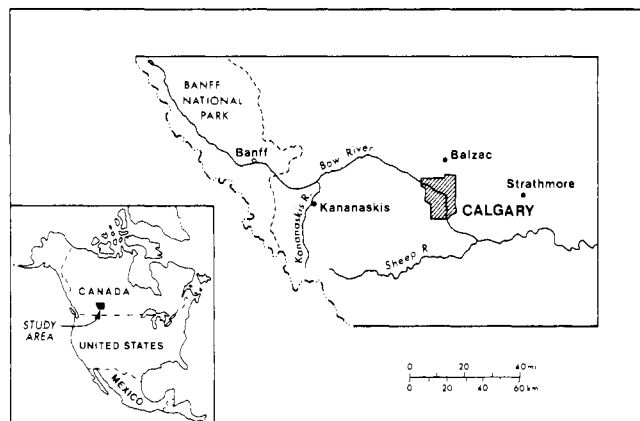 BANFF
NATIONAL
PARK
Banff
Bow River
Balzac
Strathmore
Kananaskis R.
Kananaskis
CALGARY
Sheep R
CANADA
STUDY
AREA
UNITED STATES
MEXICO
0 20 40 mi
0 20 40 60 km